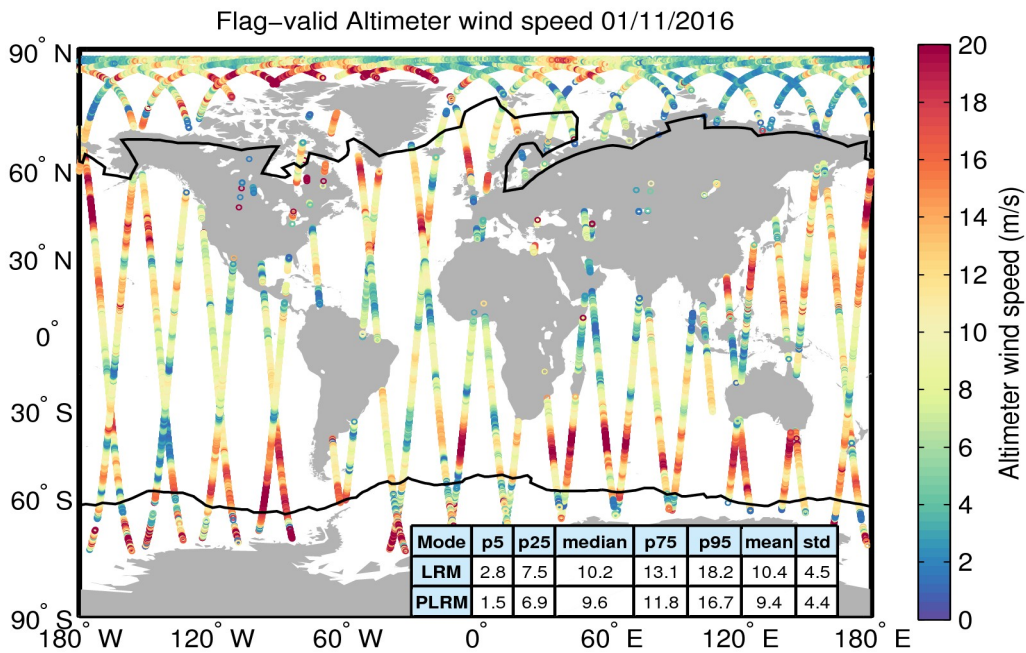 Flag−valid Altimeter wind speed 01/11/2016
90° N
60° N
30° N
0°
30° S
60° S
90° S
180° W
120° W
60° W
0°
60° E
120° E
180° E
Mode p5 p25 median p75 p95 mean std
LRM 2.8 7.5 10.2 13.1 18.2 10.4 4.5
PLRM 1.5 6.9 9.6 11.8 16.7 9.4 4.4
20
18
16
14
12
10
8
6
4
2
0
Altimeter wind speed (m/s)